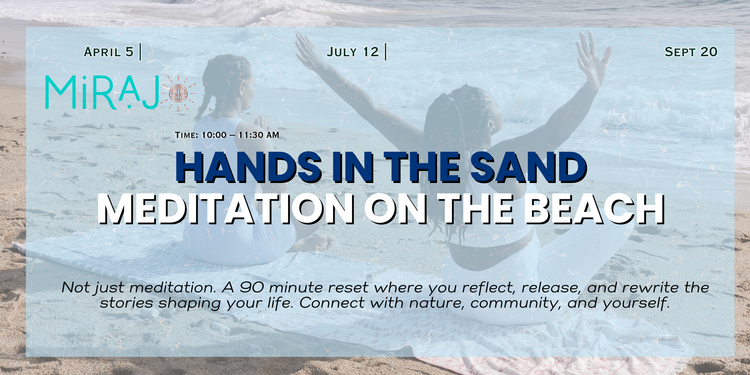 APRIL 5 | JULY 12 | SEPT 20
MiRAJ
TIME: 10:00 – 11:30 AM
HANDS IN THE SAND
MEDITATION ON THE BEACH
Not just meditation. A 90 minute reset where you reflect, release, and rewrite the
stories shaping your life. Connect with nature, community, and yourself.